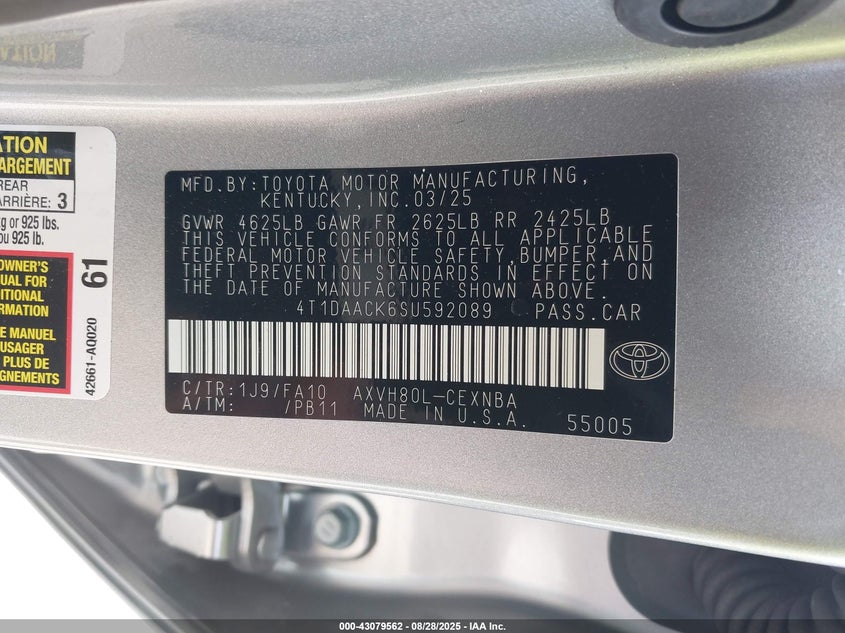 NOITA
ATION
ARGEMENT
REAR
ARRIÈRE: 3
kg or 925 lbs.
ou 925 lb.
OWNER'S
UAL FOR
ITIONAL
RMATION
E MANUEL
USAGER
PLUS DE
GNEMENTS
61
42661-AQ020
MFD.BY:TOYOTA MOTOR MANUFACTURING,
KENTUCKY,INC.03/25
GVWR 4625LB GAWR FR 2625LB RR 2425LB
THIS VEHICLE CONFORMS TO ALL APPLICABLE
FEDERAL MOTOR VEHICLE SAFETY,BUMPER,AND
THEFT PREVENTION STANDARDS IN EFFECT ON
THE DATE OF MANUFACTURE SHOWN ABOVE.
4T1DAACK6SU592089 PASS.CAR
C/TR:1J9/FA10 AXVH80L-CEXNBA
A/TM: /PB11 MADE IN U.S.A.
55005
000-43079562 - 08/28/2025 - IAA Inc.